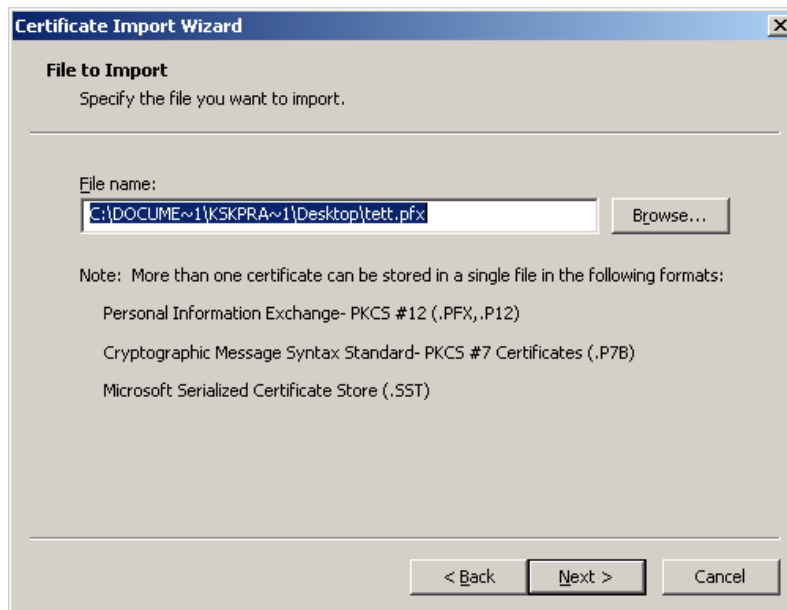 Certificate Import Wizard
File to Import
Specify the file you want to import.
File name:
C:\DOCUME~1\KSKPRA~1\Desktop\tett.pfx
Browse...
Note:  More than one certificate can be stored in a single file in the following formats:
Personal Information Exchange- PKCS #12 (.PFX,.P12)
Cryptographic Message Syntax Standard- PKCS #7 Certificates (.P7B)
Microsoft Serialized Certificate Store (.SST)
< Back
Next >
Cancel